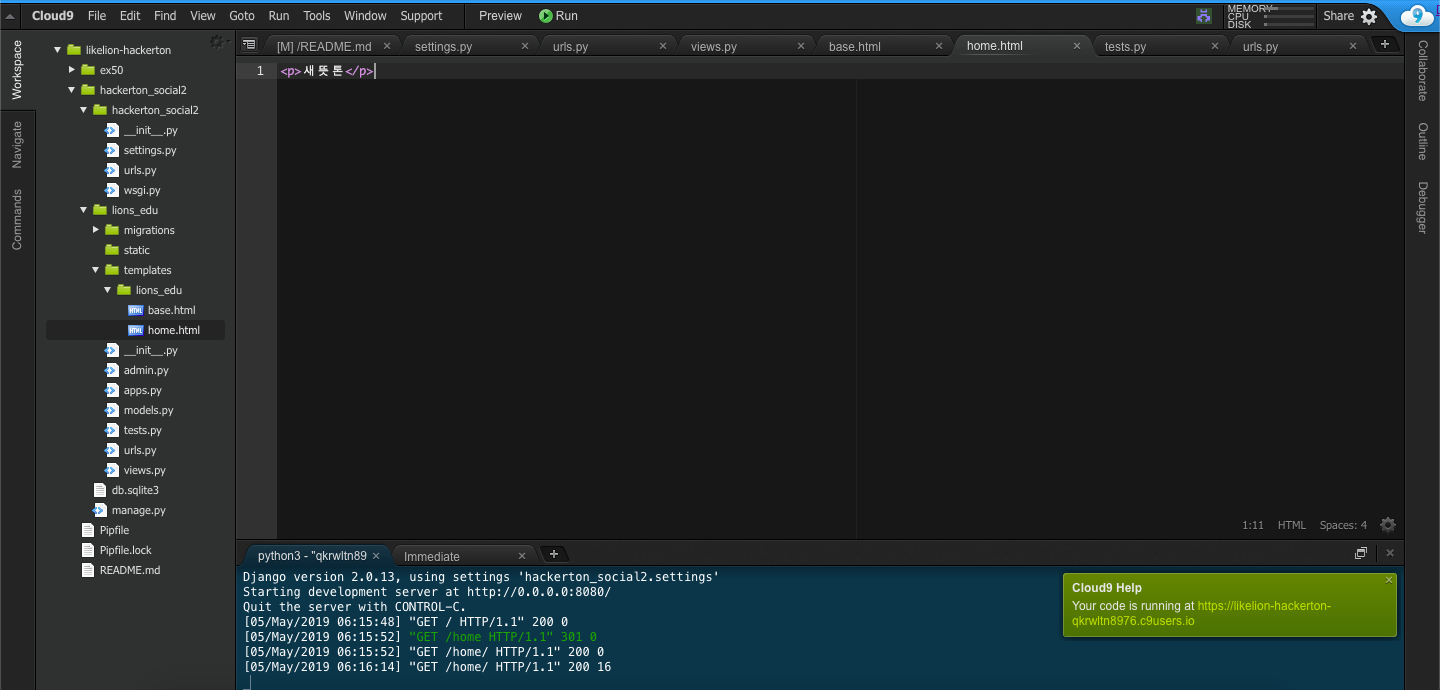 Cloud9 File Edit Find View Goto Run Tools Window Support Preview Run MEMORY CPU DISK Share
Workspace
Navigate
Commands
likelion-hackerton
ex50
hackerton_social2
hackerton_social2
__init__.py
settings.py
urls.py
wsgi.py
lions_edu
migrations
static
templates
lions_edu
base.html
home.html
__init__.py
admin.py
apps.py
models.py
tests.py
urls.py
views.py
db.sqlite3
manage.py
Pipfile
Pipfile.lock
README.md
[M] /README.md settings.py urls.py views.py base.html home.html tests.py urls.py
1 <p>새뜻톤</p>
1:11 HTML Spaces: 4
Collaborate
Outline
Debugger
python3 - "qkrwltn89 Immediate
Django version 2.0.13, using settings 'hackerton_social2.settings'
Starting development server at http://0.0.0.0:8080/
Quit the server with CONTROL-C.
[05/May/2019 06:15:48] "GET / HTTP/1.1" 200 0
[05/May/2019 06:15:52] "GET /home HTTP/1.1" 301 0
[05/May/2019 06:15:52] "GET /home/ HTTP/1.1" 200 0
[05/May/2019 06:16:14] "GET /home/ HTTP/1.1" 200 16
Cloud9 Help
Your code is running at https://likelion-hackerton-
qkrwltn8976.c9users.io